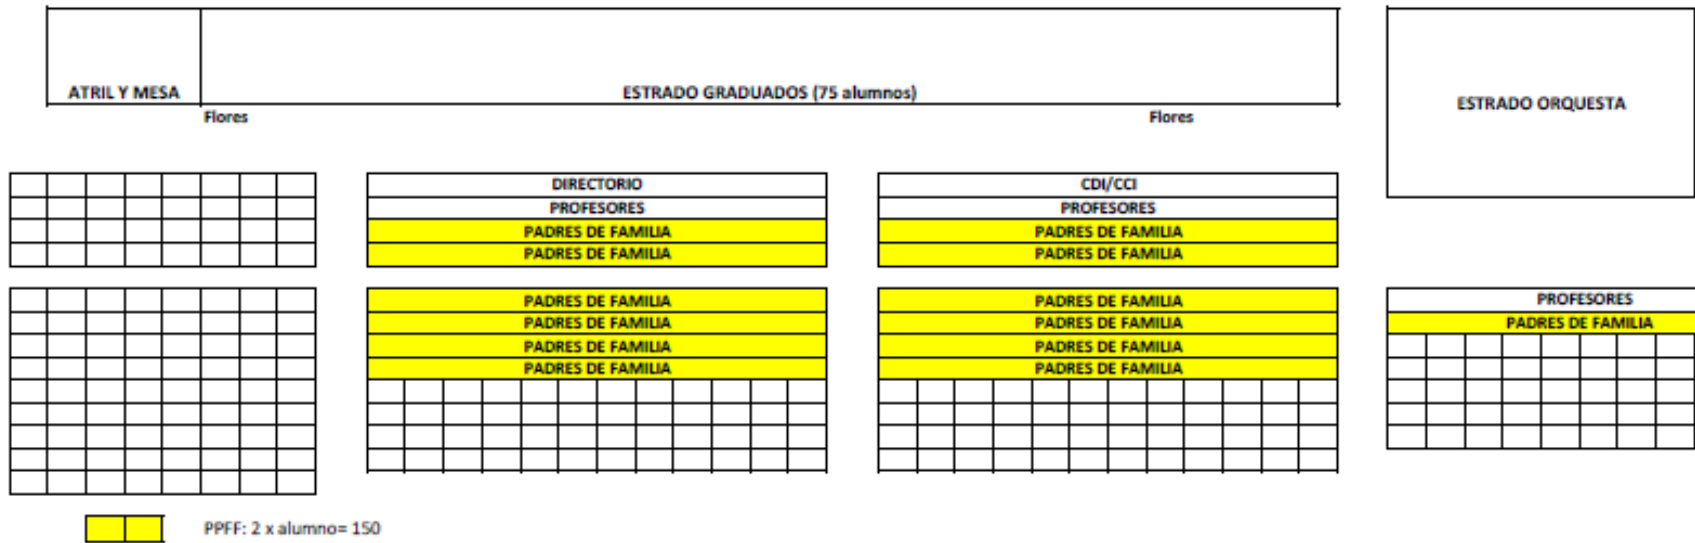 ATRIL Y MESA
ESTRADO GRADUADOS (75 alumnos)
ESTRADO ORQUESTA
Flores
Flores
DIRECTORIO
CDI/CCI
PROFESORES
PROFESORES
PADRES DE FAMILIA
PADRES DE FAMILIA
PADRES DE FAMILIA
PADRES DE FAMILIA
PADRES DE FAMILIA
PADRES DE FAMILIA
PROFESORES
PADRES DE FAMILIA
PADRES DE FAMILIA
PADRES DE FAMILIA
PADRES DE FAMILIA
PADRES DE FAMILIA
PADRES DE FAMILIA
PADRES DE FAMILIA
PPFF: 2 x alumno= 150